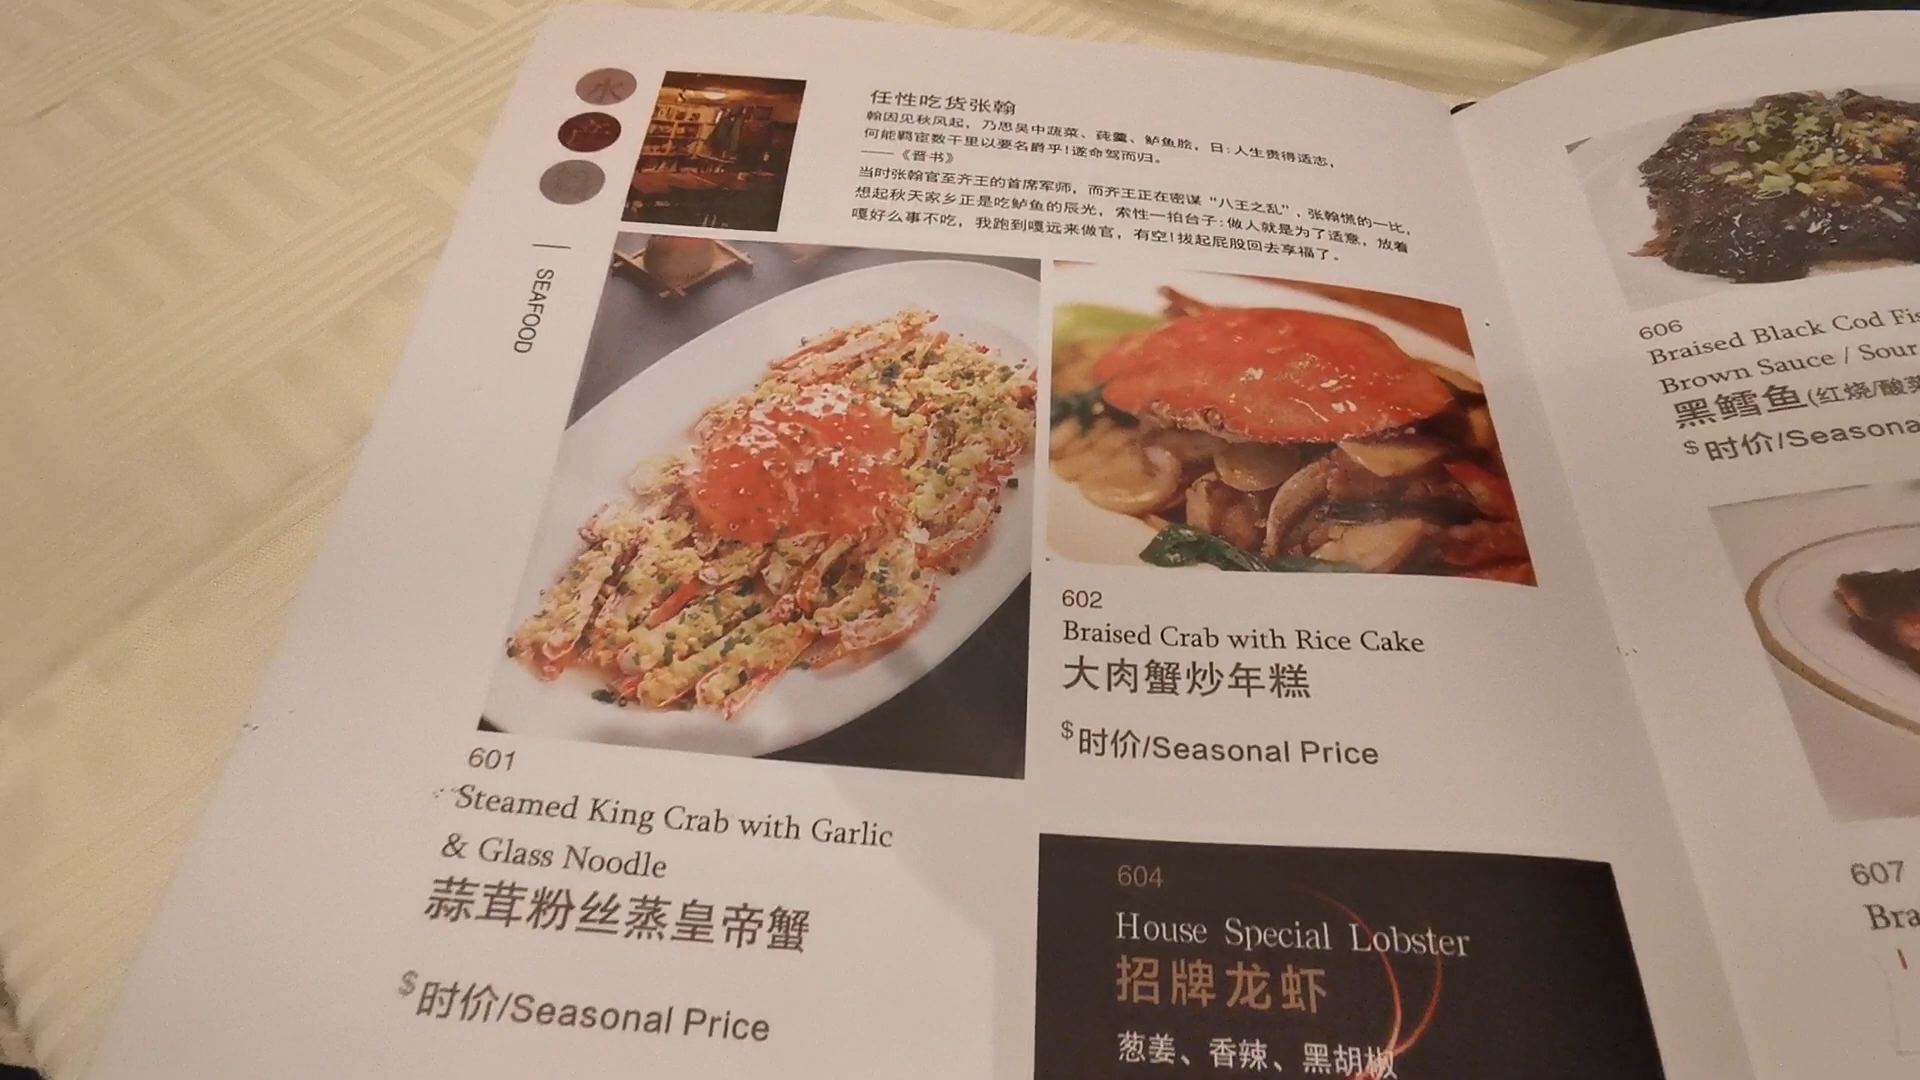 水
任性吃货张翰
翰因见秋风起，乃思吴中蔬菜、莼羹、鲈鱼脍，曰：人生贵得适志，
何能羁宦数千里以要名爵乎！遂命驾而归。
——《晋书》
当时张翰官至齐王的首席军师，而齐王正在密谋“八王之乱”，张翰慌的一比，
想起秋天家乡正是吃鲈鱼的辰光，索性一拍台子：做人就是为了适意，放着
嘎好么事不吃，我跑到嘎远来做官，有空！拔起屁股回去享福了。
SEAFOOD
601
Steamed King Crab with Garlic
& Glass Noodle
蒜茸粉丝蒸皇帝蟹
$时价/Seasonal Price
602
Braised Crab with Rice Cake
大肉蟹炒年糕
$时价/Seasonal Price
604
House Special Lobster
招牌龙虾
葱姜、香辣、黑胡椒
606
Braised Black Cod Fis
Brown Sauce / Sour
黑鳕鱼(红烧/酸菜
$时价/Seasona
607
Bra